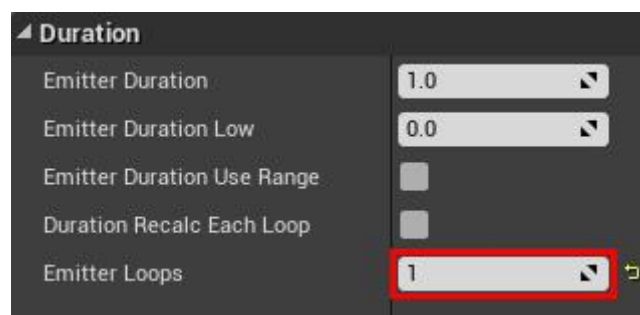 Duration
Emitter Duration 1.0
Emitter Duration Low 0.0
Emitter Duration Use Range
Duration Recalc Each Loop
Emitter Loops 1